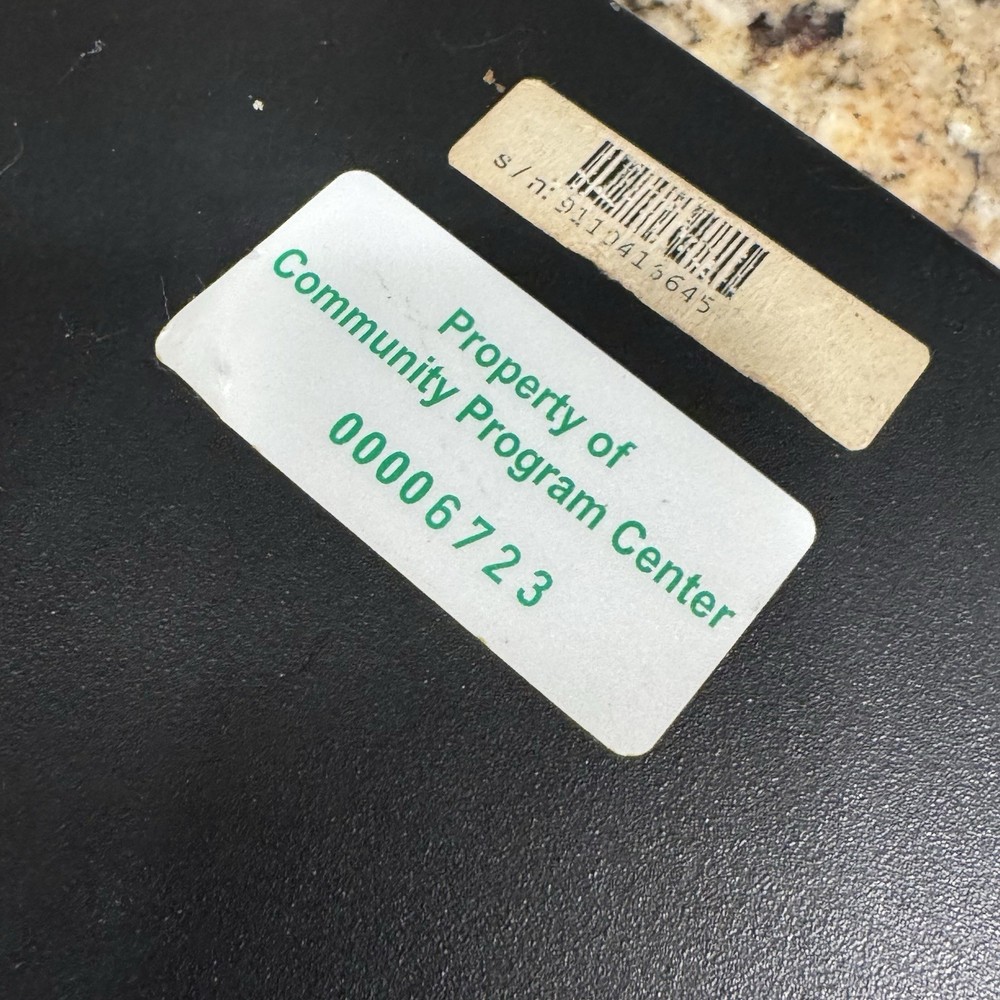 s/n:9110416645
Property of
Community Program Center
00006723